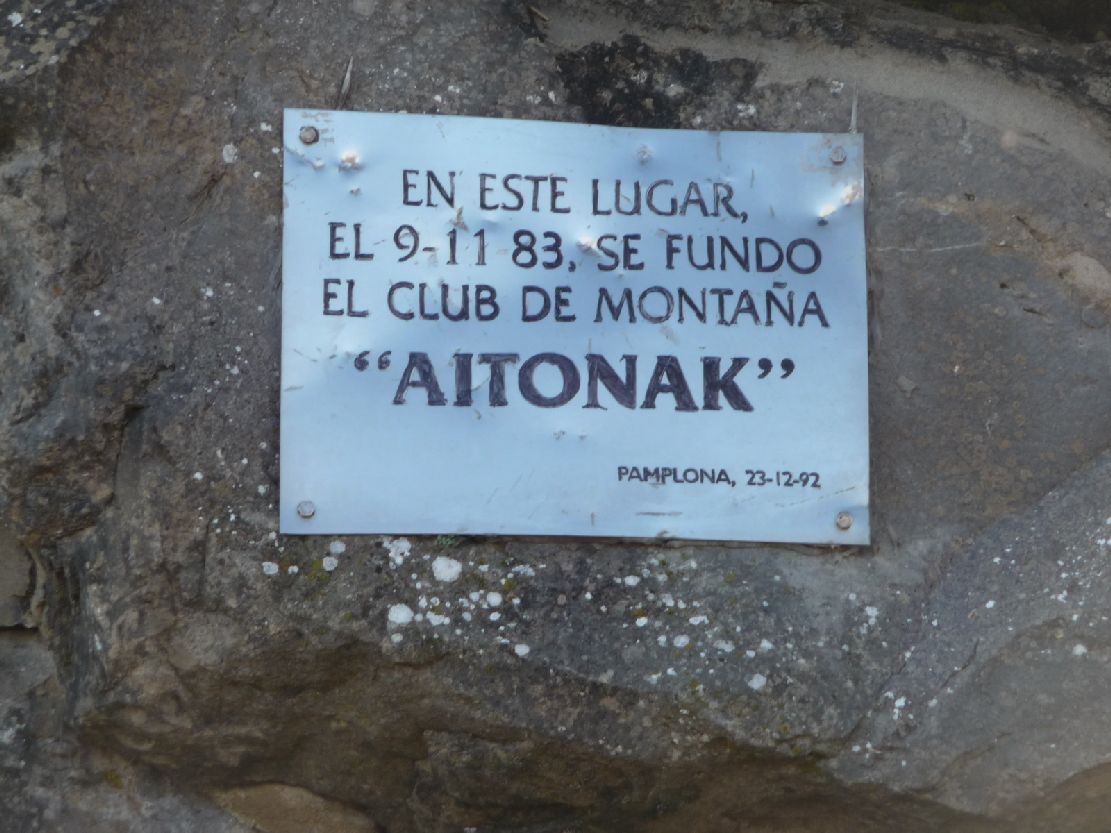 EN ESTE LUGAR,
EL 9-11-83, SE FUNDO
EL CLUB DE MONTAÑA
“AITONAK”
PAMPLONA, 23-12-92